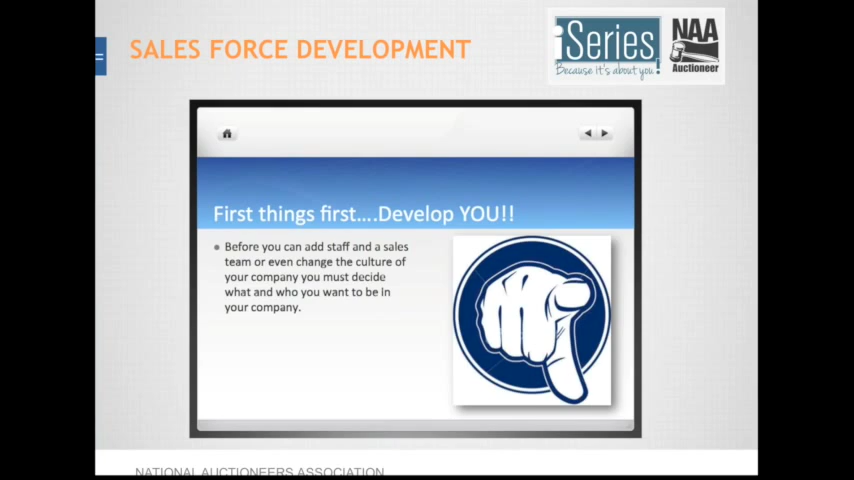 SALES FORCE DEVELOPMENT
iSeries!
Because it's about you
NAA
Auctioneer
First things first....Develop YOU!!
Before you can add staff and a sales
team or even change the culture of
your company you must decide
what and who you want to be in
your company.
NATIONAL AUCTIONEERS ASSOCIATION